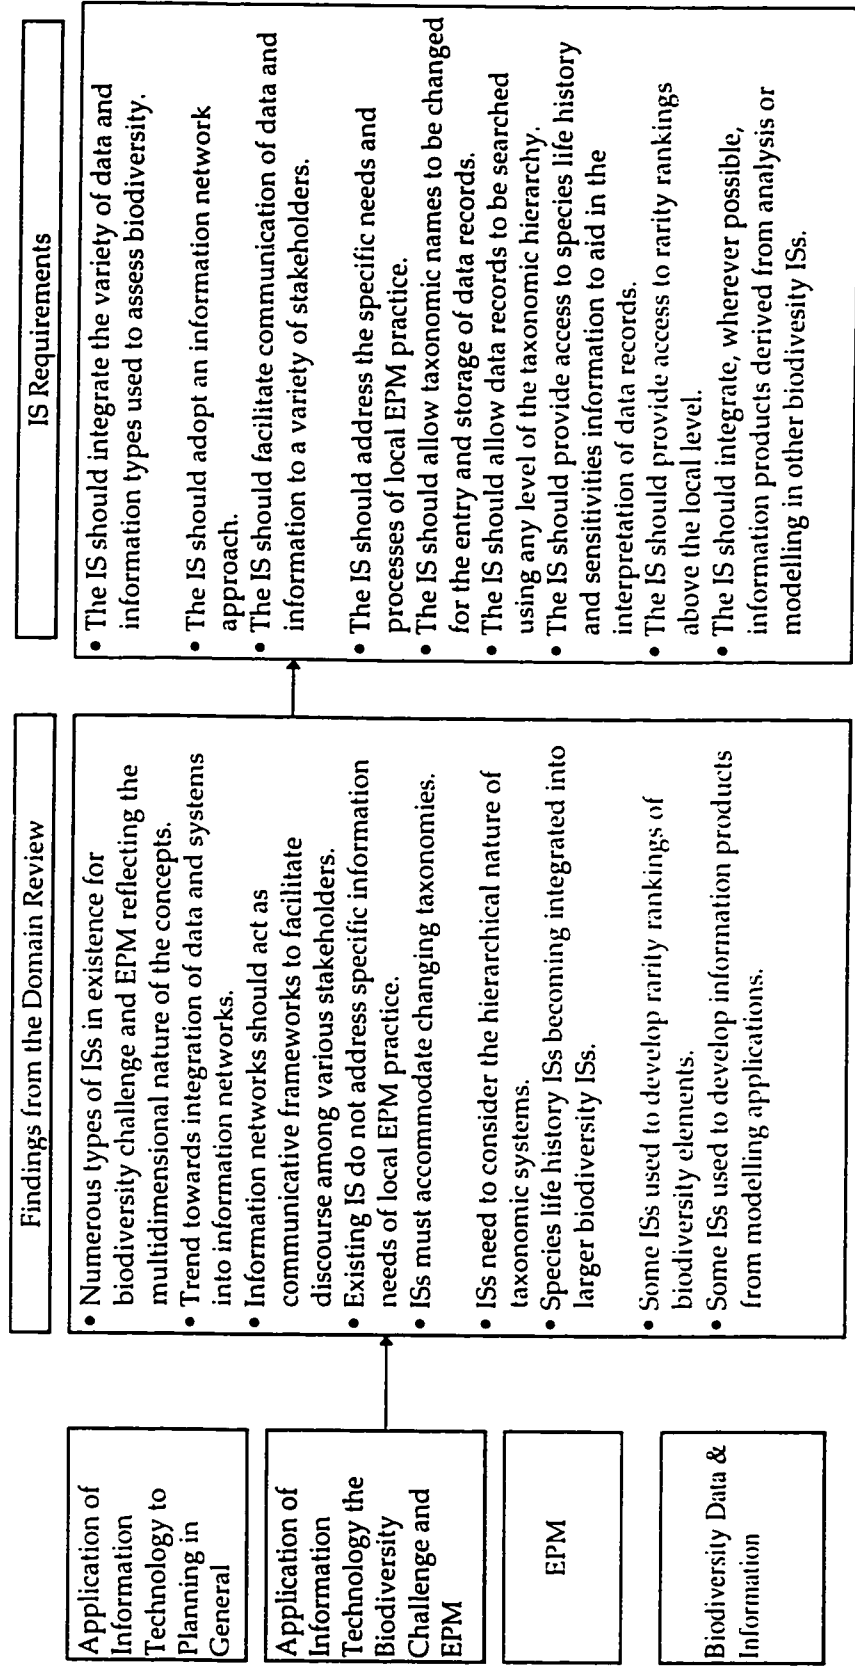 Application of
Information
Technology to
Planning in
General
Application of
Information
Technology the
Biodiversity
Challenge and
EPM
EPM
Biodiversity Data &
Information
Findings from the Domain Review
• Numerous types of ISs in existence for
biodiversity challenge and EPM reflecting the
multidimensional nature of the concepts.
• Trend towards integration of data and systems
into information networks.
• Information networks should act as
communicative frameworks to facilitate
discourse among various stakeholders.
• Existing IS do not address specific information
needs of local EPM practice.
• ISs must accommodate changing taxonomies.
• ISs need to consider the hierarchical nature of
taxonomic systems.
• Species life history ISs becoming integrated into
larger biodiversity ISs.
• Some ISs used to develop rarity rankings of
biodiversity elements.
• Some ISs used to develop information products
from modelling applications.
IS Requirements
• The IS should integrate the variety of data and
information types used to assess biodiversity.
• The IS should adopt an information network
approach.
• The IS should facilitate communication of data and
information to a variety of stakeholders.
• The IS should address the specific needs and
processes of local EPM practice.
• The IS should allow taxonomic names to be changed
for the entry and storage of data records.
• The IS should allow data records to be searched
using any level of the taxonomic hierarchy.
• The IS should provide access to species life history
and sensitivities information to aid in the
interpretation of data records.
• The IS should provide access to rarity rankings
above the local level.
• The IS should integrate, wherever possible,
information products derived from analysis or
modelling in other biodivesity ISs.